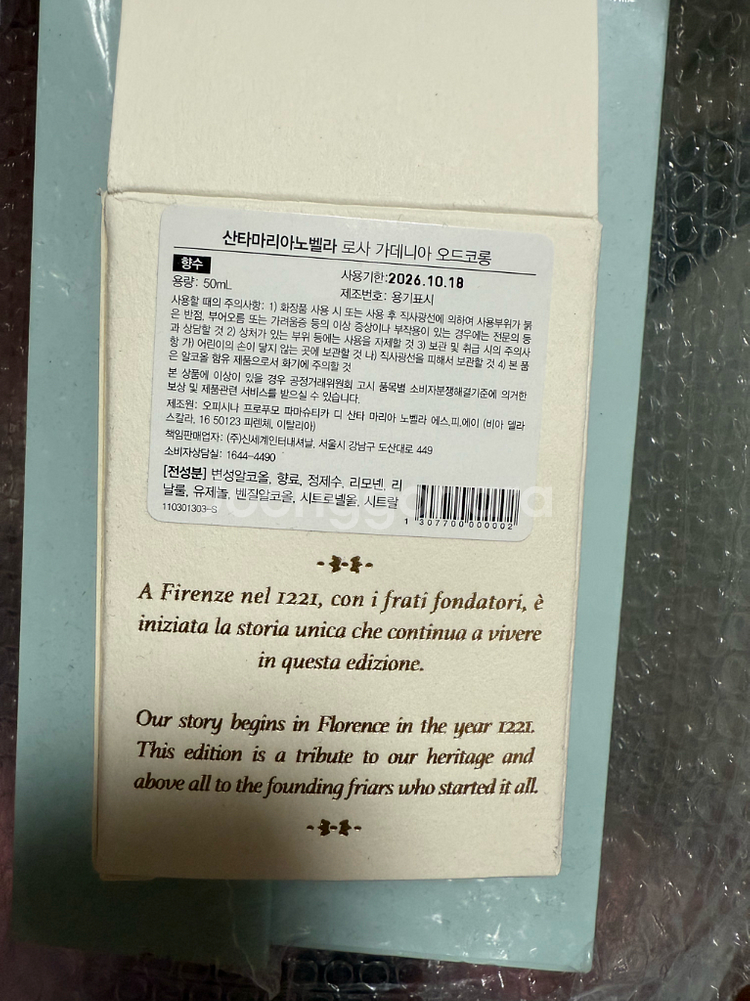 산타마리아노벨라 로사 가데니아 오드코롱
향수
용량: 50mL
사용기한:2026.10.18
제조번호: 용기표시
사용할 때의 주의사항: 1) 화장품 사용 시 또는 사용 후 직사광선에 의하여 사용부위가 붉
은 반점, 부어오름 또는 가려움증 등의 이상 증상이나 부작용이 있는 경우에는 전문의 등
과 상담할 것 2) 상처가 있는 부위 등에는 사용을 자제할 것 3) 보관 및 취급 시의 주의사
항 가) 어린이의 손이 닿지 않는 곳에 보관할 것 나) 직사광선을 피해서 보관할 것 4) 본 품
은 알코올 함유 제품으로서 화기에 주의할 것
본 상품에 이상이 있을 경우 공정거래위원회 고시 품목별 소비자분쟁해결기준에 의거한
보상 및 제품관련 서비스를 받으실 수 있습니다.
제조원: 오피시나 프로푸모 파마슈티카 디 산타 마리아 노벨라 에스.피.에이 (비아 델라
스칼라, 16 50123 피렌체, 이탈리아)
책임판매업자: (주)신세계인터내셔날, 서울시 강남구 도산대로 449
소비자상담실: 1644-4490
[전성분] 변성알코올, 향료, 정제수, 리모넨, 리
날룰, 유제놀, 벤질알코올, 시트로넬올, 시트랄
110301303-S
1 307700 000002
A Firenze nel 1221, con i frati fondatori, è
iniziata la storia unica che continua a vivere
in questa edizione.
Our story begins in Florence in the year 1221.
This edition is a tribute to our heritage and
above all to the founding friars who started it all.